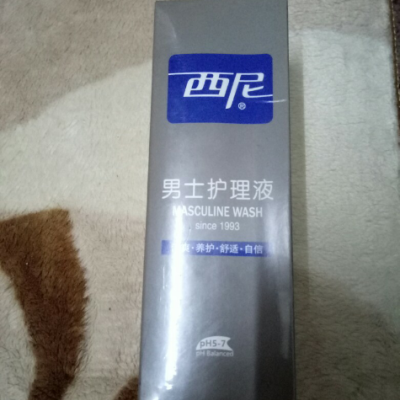 西尼
®
男士护理液
MASCULINE WASH
since 1993
养护·舒适·自信
pH5-7
pH Balanced